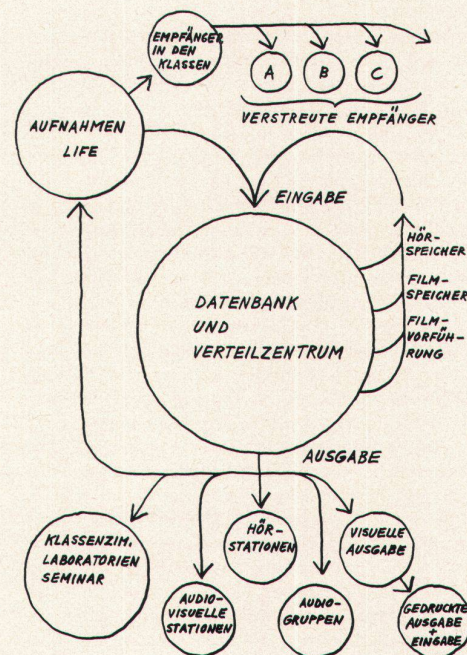 EMPFÄNGER
IN DEN
KLASSEN
A
B
C
VERSTREUTE EMPFÄNGER
AUFNAHMEN
LIFE
EINGABE
HÖR-
SPEICHER
FILM-
SPEICHER
FILM-
VORFÜH-
RUNG
DATENBANK
UND
VERTEILZENTRUM
AUSGABE
KLASSENZIM.
LABORATORIEN
SEMINAR
AUDIO-
VISUELLE
STATIONEN
HÖR-
STATIONEN
AUDIO-
GRUPPEN
VISUELLE
AUSGABE
GEDRUCKTE
AUSGABE
+
EINGABE